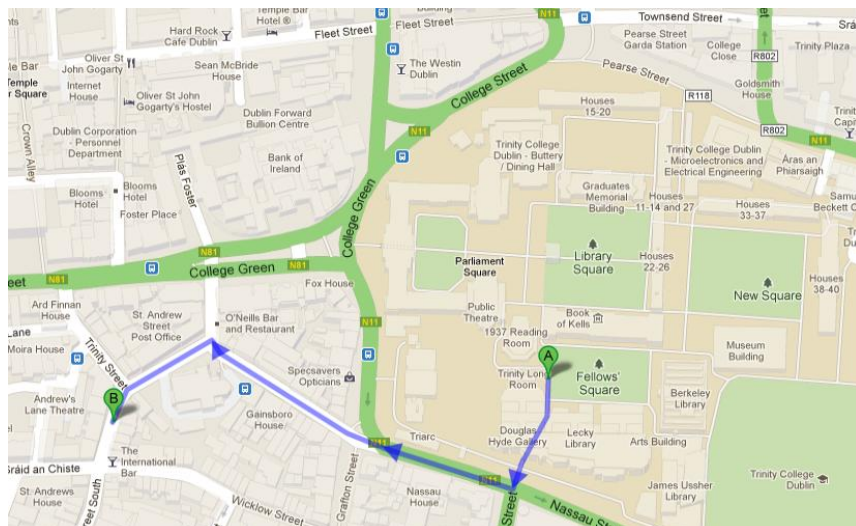 Hard Rock
Cafe Dublin
Temple Bar
Hotel ®
Fleet Street
Fleet Street
N11
N11
Townsend Street
Pearse Street
Garda Station
College
Close
R802
Trinity Plaza
Oliver St
John Gogarty
Sean McBride
House
The Westin
Dublin
College Street
Pearse Street
R118
Goldsmith
House
Internet
House
Oliver St John
Gogarty's Hostel
Houses
15-20
Crown Alley
Dublin Corporation
- Personnel
Department
Dublin Forward
Bullion Centre
N11
R802
N11
Plás Foster
Bank of
Ireland
Trinity College
Dublin - Buttery
/ Dining Hall
Trinity College
Dublin -
Microelectronics and
Electrical Engineering
Aras an
Phiarsaigh
Blooms
Hotel
Blooms
Hotel
Foster Place
College Green
Graduates
Memorial
Building
Houses
11-14 and 27
Houses
33-37
N81
College Green
N81
N81
Parliament
Square
Library
Square
Houses
22-26
New Square
Houses
38-40
Ard Finnan
House
Fox House
St. Andrew
Street
Post Office
O'Neills Bar
and Restaurant
N11
Public
Theatre
Book
of Kells
Lane
Moira House
Trinity Street
1937 Reading
Room
Museum
Building
Specsavers
Opticians
A
Trinity Long
Room
Fellows'
Square
Andrew's
Lane Theatre
B
Gainsboro
House
Berkeley
Library
Douglas
Hyde Gallery
Lecky
Library
Arts Building
Triarc
N11
Sráid an Chiste
The
International
Bar
Grafton Street
N11
James Ussher
Library
Trinity College
Dublin
St. Andrews
House
Street South
Wicklow Street
Nassau
House
Street
Nassau St